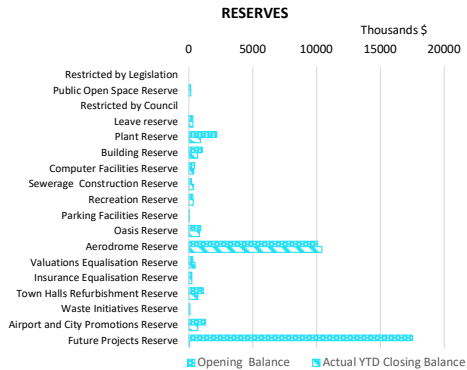 RESERVES
Thousands $
0 5000 10000 15000 20000
Restricted by Legislation
Public Open Space Reserve
Restricted by Council
Leave reserve
Plant Reserve
Building Reserve
Computer Facilities Reserve
Sewerage Construction Reserve
Recreation Reserve
Parking Facilities Reserve
Oasis Reserve
Aerodrome Reserve
Valuations Equalisation Reserve
Insurance Equalisation Reserve
Town Halls Refurbishment Reserve
Waste Initiatives Reserve
Airport and City Promotions Reserve
Future Projects Reserve
Opening Balance Actual YTD Closing Balance